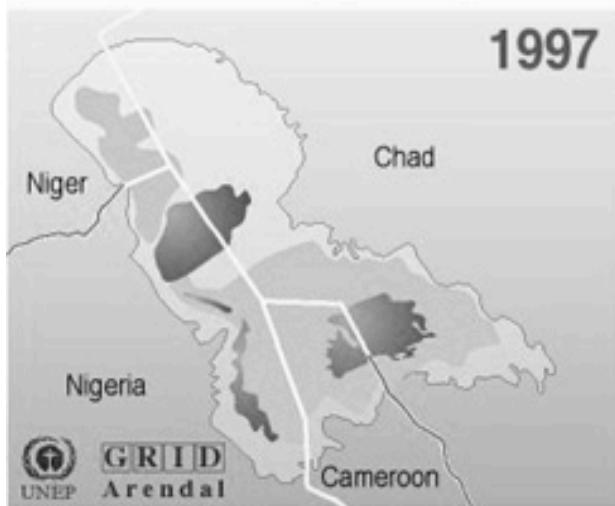 1997
Chad
Niger
Nigeria
Cameroon
UNEP
GRID
Arendal